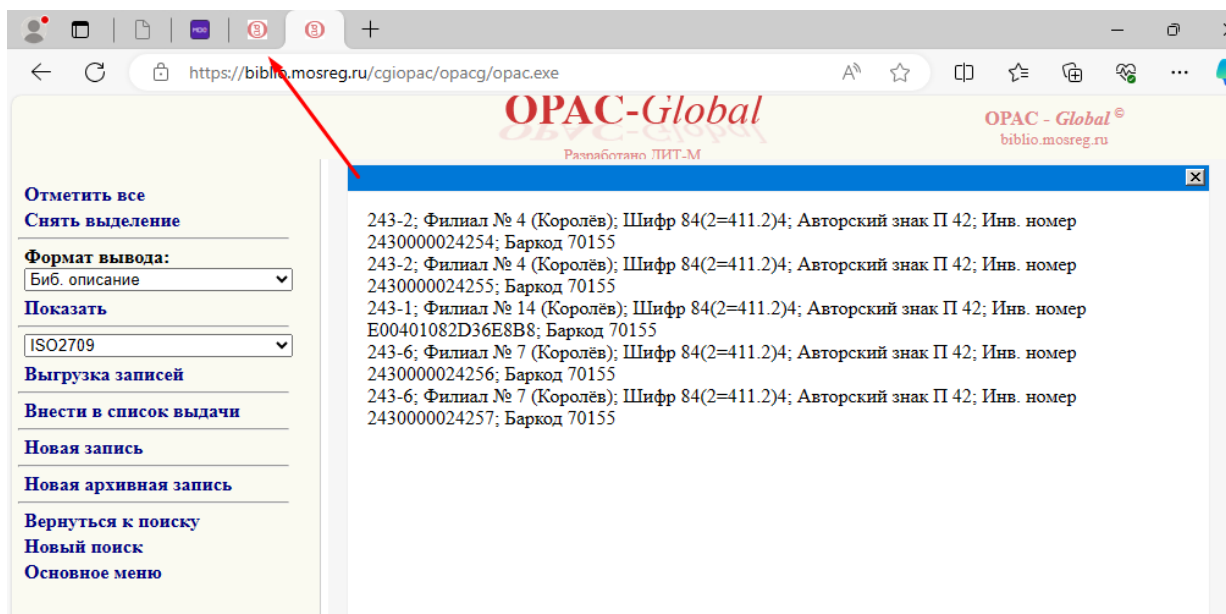 https://biblio.mosreg.ru/cgiopac/opacg/opac.exe
OPAC-Global
Разработано ЛИТ-М
OPAC - Global ©
biblio.mosreg.ru
Отметить все
Снять выделение
Формат вывода:
Биб. описание
Показать
ISO2709
Выгрузка записей
Внести в список выдачи
Новая запись
Новая архивная запись
Вернуться к поиску
Новый поиск
Основное меню
243-2; Филиал № 4 (Королёв); Шифр 84(2=411.2)4; Авторский знак П 42; Инв. номер
2430000024254; Баркод 70155
243-2; Филиал № 4 (Королёв); Шифр 84(2=411.2)4; Авторский знак П 42; Инв. номер
2430000024255; Баркод 70155
243-1; Филиал № 14 (Королёв); Шифр 84(2=411.2)4; Авторский знак П 42; Инв. номер
E00401082D36E8B8; Баркод 70155
243-6; Филиал № 7 (Королёв); Шифр 84(2=411.2)4; Авторский знак П 42; Инв. номер
2430000024256; Баркод 70155
243-6; Филиал № 7 (Королёв); Шифр 84(2=411.2)4; Авторский знак П 42; Инв. номер
2430000024257; Баркод 70155